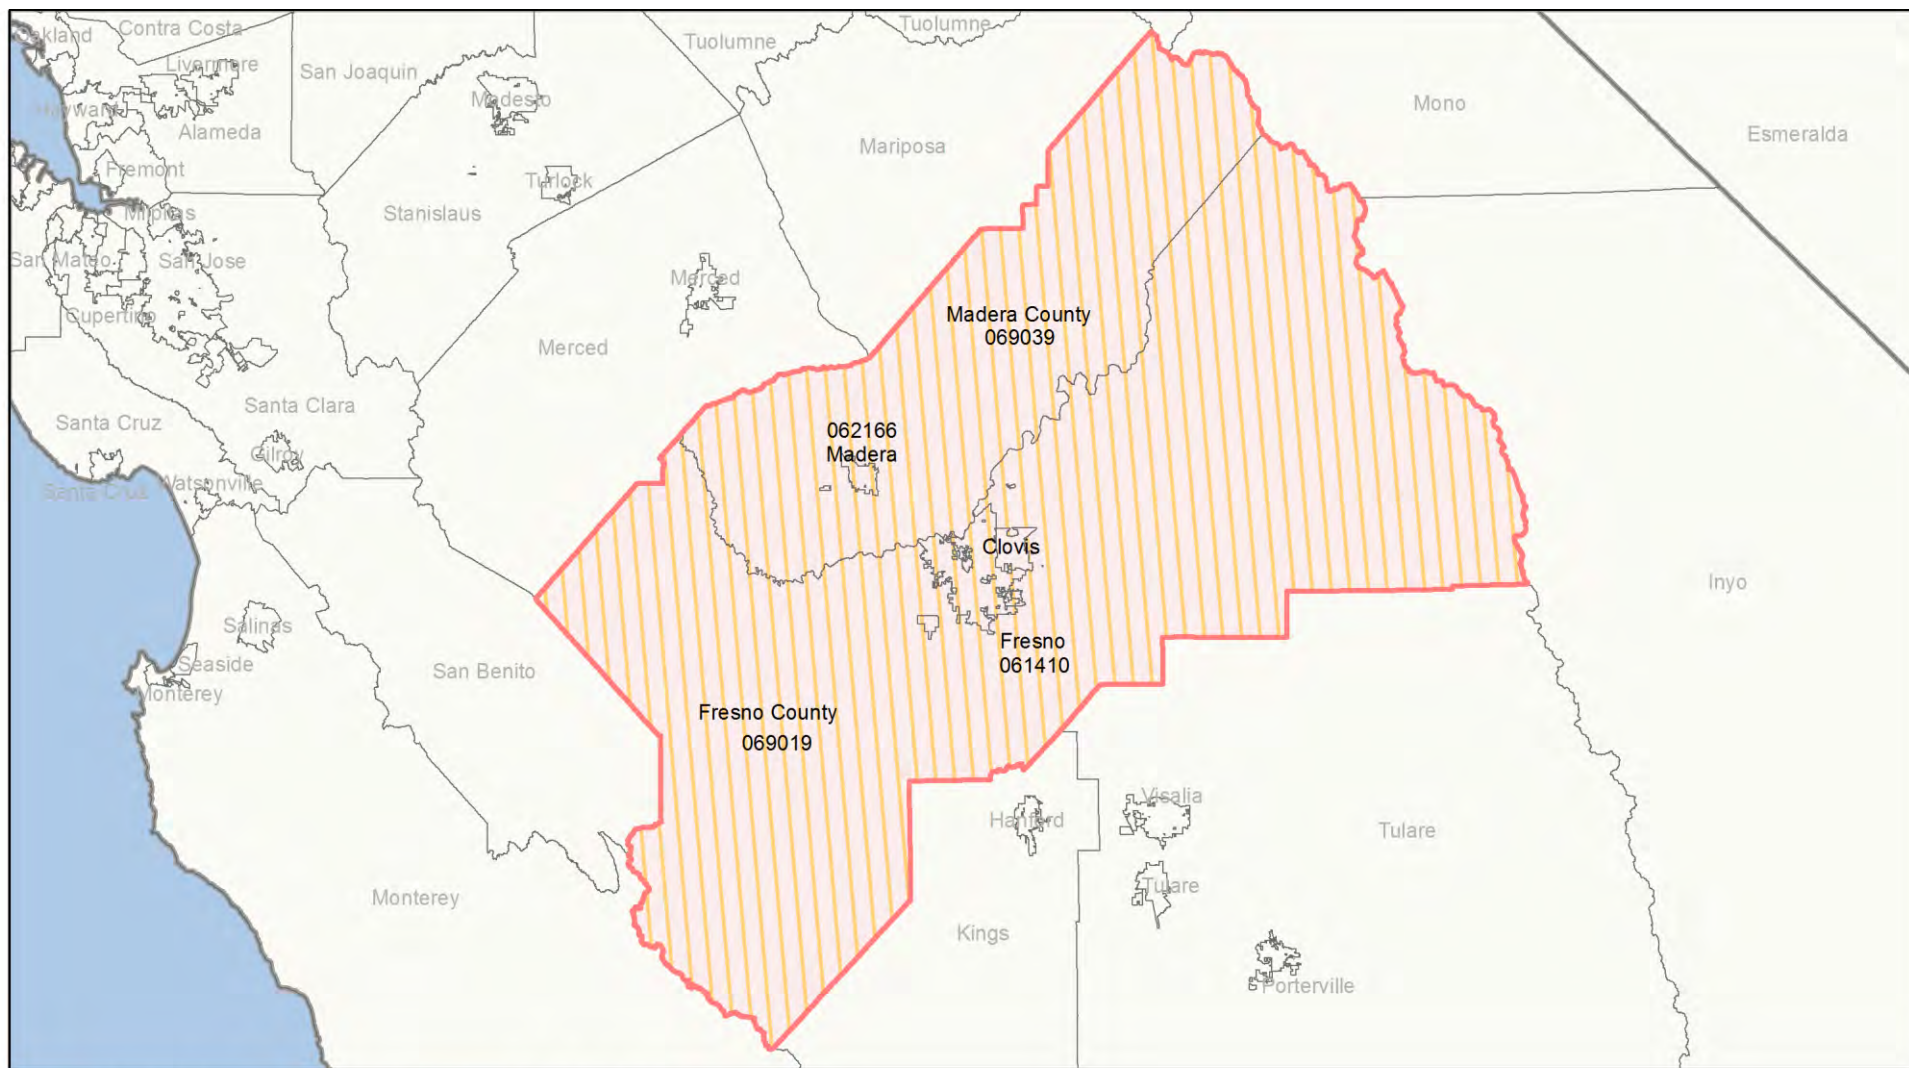 Contra Costa
Tuolumne
Oakland
Tuolumne
Livermore
San Joaquin
Modesto
Mono
Hayward
Alameda
Esmeralda
Mariposa
Fremont
Turlock
Milpitas
Stanislaus
San Mateo
San Jose
Merced
Cupertino
Madera County
069039
Merced
Santa Clara
Santa Cruz
062166
Madera
Gilroy
Watsonville
Santa Cruz
Clovis
Inyo
Salinas
Fresno
061410
Seaside
San Benito
Monterey
Fresno County
069019
Visalia
Hanford
Tulare
Tulare
Monterey
Kings
Porterville